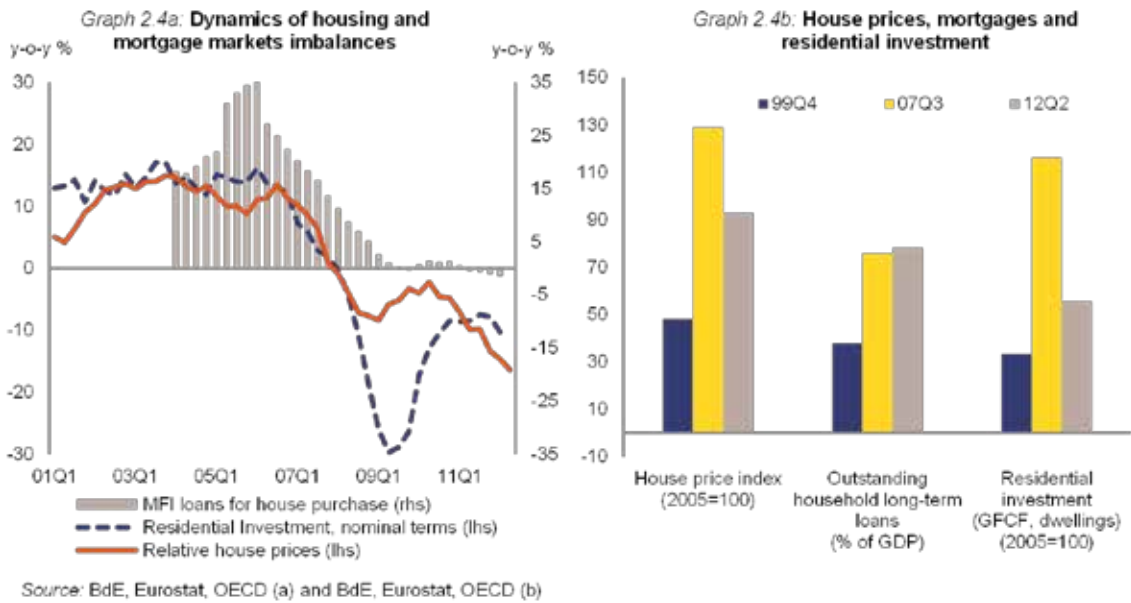 Graph 2.4a: Dynamics of housing and
mortgage markets imbalances
y-o-y %
y-o-y %
30
20
10
0
-10
-20
-30
35
25
15
5
-5
-15
-25
-35
01Q1 03Q1 05Q1 07Q1 09Q1 11Q1
MFI loans for house purchase (rhs)
Residential Investment, nominal terms (lhs)
Relative house prices (lhs)
Graph 2.4b: House prices, mortgages and
residential investment
150
130
110
90
70
50
30
10
-10
99Q4 07Q3 12Q2
House price index
(2005=100)
Outstanding
household long-term
loans
(% of GDP)
Residential
investment
(GFCF, dwellings)
(2005=100)
Source: BdE, Eurostat, OECD (a) and BdE, Eurostat, OECD (b)